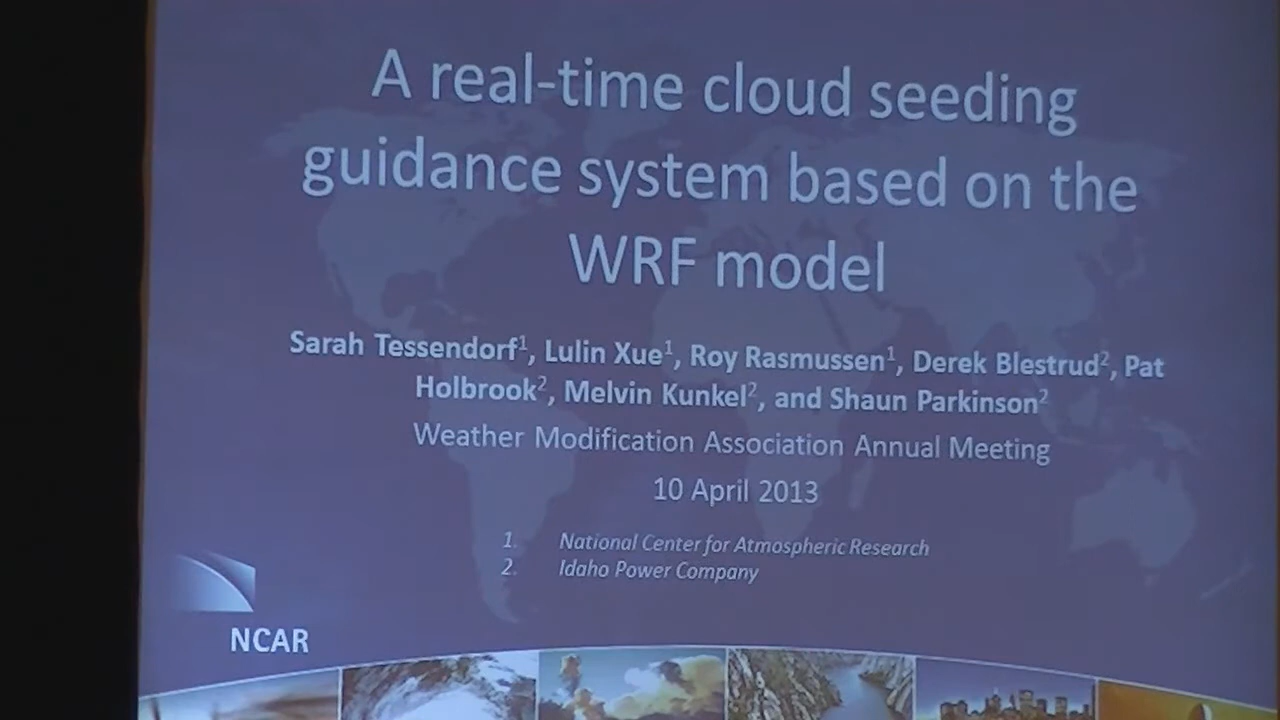 A real-time cloud seeding
guidance system based on the
WRF model
Sarah Tessendorf¹, Lulin Xue¹, Roy Rasmussen¹, Derek Blestrud², Pat
Holbrook², Melvin Kunkel², and Shaun Parkinson²
Weather Modification Association Annual Meeting
10 April 2013
1. National Center for Atmospheric Research
2. Idaho Power Company
NCAR